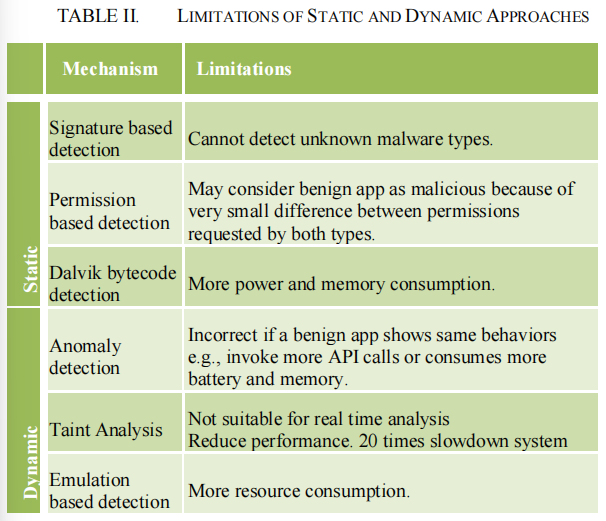 TABLE II. LIMITATIONS OF STATIC AND DYNAMIC APPROACHES
Mechanism Limitations
Static
Signature based
detection
Cannot detect unknown malware types.
Permission
based detection
May consider benign app as malicious because of
very small difference between permissions
requested by both types.
Dalvik bytecode
detection
More power and memory consumption.
Dynamic
Anomaly
detection
Incorrect if a benign app shows same behaviors
e.g., invoke more API calls or consumes more
battery and memory.
Taint Analysis
Not suitable for real time analysis
Reduce performance. 20 times slowdown system
Emulation
based detection
More resource consumption.